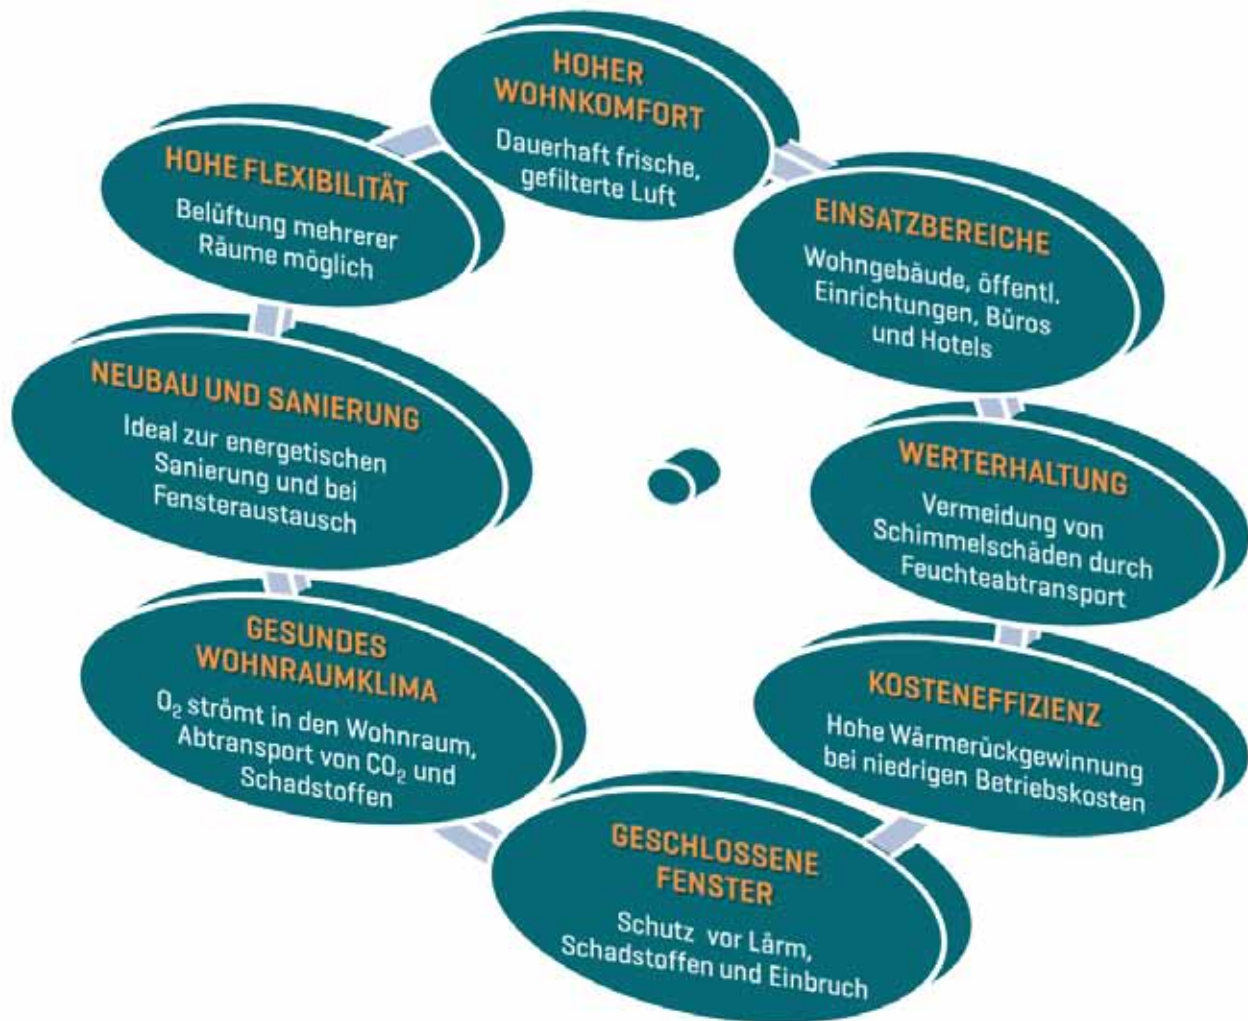 HOHER
WOHNKOMFORT
Dauerhaft frische,
gefilterte Luft
EINSATZBEREICHE
Wohngebäude, öffentl.
Einrichtungen, Büros
und Hotels
WERTERHALTUNG
Vermeidung von
Schimmelschäden durch
Feuchteabtransport
KOSTENEFFIZIENZ
Hohe Wärmerückgewinnung
bei niedrigen Betriebskosten
GESCHLOSSENE
FENSTER
Schutz vor Lärm,
Schadstoffen und Einbruch
GESUNDES
WOHNRAUMKLIMA
O₂ strömt in den Wohnraum,
Abtransport von CO₂ und
Schadstoffen
NEUBAU UND SANIERUNG
Ideal zur energetischen
Sanierung und bei
Fensteraustausch
HOHE FLEXIBILITÄT
Belüftung mehrerer
Räume möglich